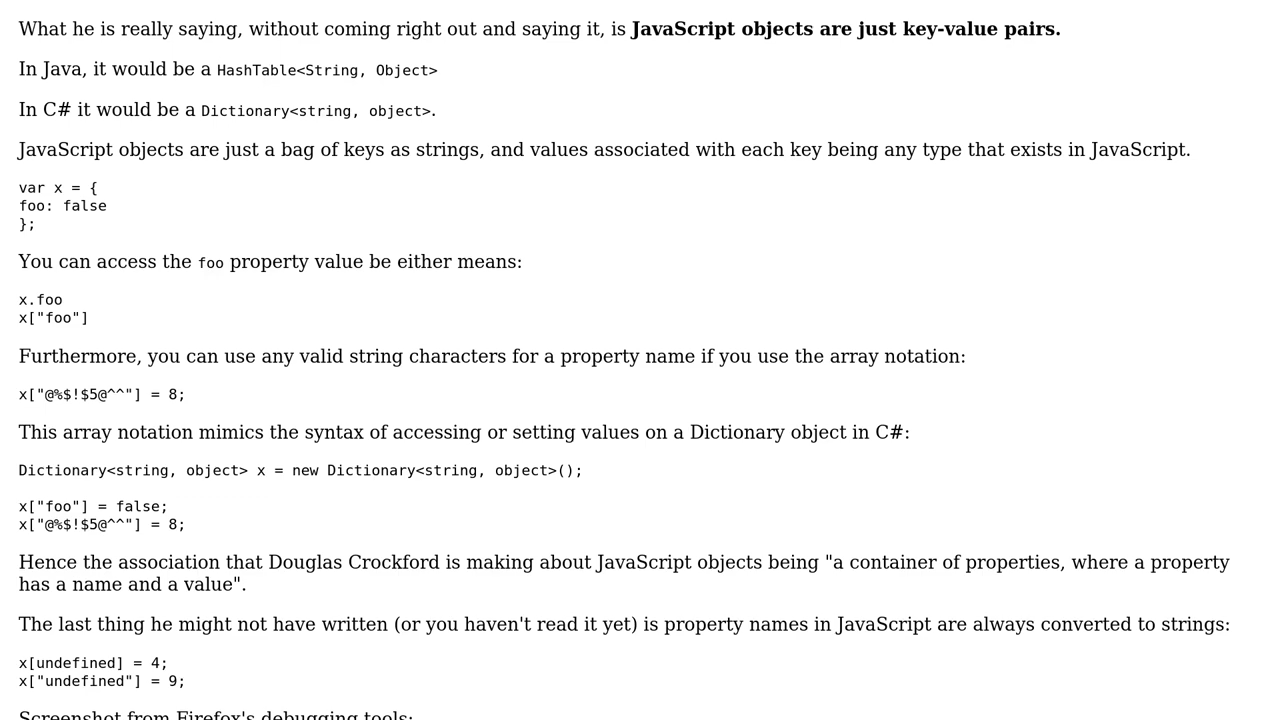 What he is really saying, without coming right out and saying it, is JavaScript objects are just key-value pairs.
In Java, it would be a HashTable<String, Object>
In C# it would be a Dictionary<string, object>.
JavaScript objects are just a bag of keys as strings, and values associated with each key being any type that exists in JavaScript.
var x = {
foo: false
};
You can access the foo property value be either means:
x.foo
x["foo"]
Furthermore, you can use any valid string characters for a property name if you use the array notation:
x["@%$!$5@^^"] = 8;
This array notation mimics the syntax of accessing or setting values on a Dictionary object in C#:
Dictionary<string, object> x = new Dictionary<string, object>();
x["foo"] = false;
x["@%$!$5@^^"] = 8;
Hence the association that Douglas Crockford is making about JavaScript objects being "a container of properties, where a property
has a name and a value".
The last thing he might not have written (or you haven't read it yet) is property names in JavaScript are always converted to strings:
x[undefined] = 4;
x["undefined"] = 9;
Screenshot from Firefox's debugging tools: